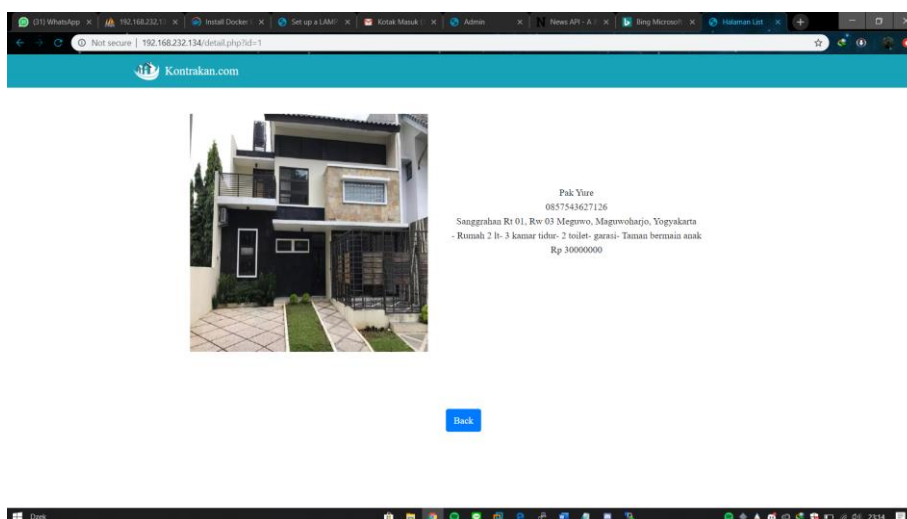 (31) WhatsApp
192.168.232.1
Install Docker
Set up a LAMP
Kotak Masuk (
Admin
News API - A
Bing Microsoft
Halaman List
Not secure | 192.168.232.134/detail.php?id=1
Kontrakan.com
Pak Yure
0857543627126
Sanggrahan Rt 01, Rw 03 Meguwo, Maguwoharjo, Yogyakarta
- Rumah 2 lt- 3 kamar tidur- 2 toilet- garasi- Taman bermain anak
Rp 30000000
Back
Dzek
23:14